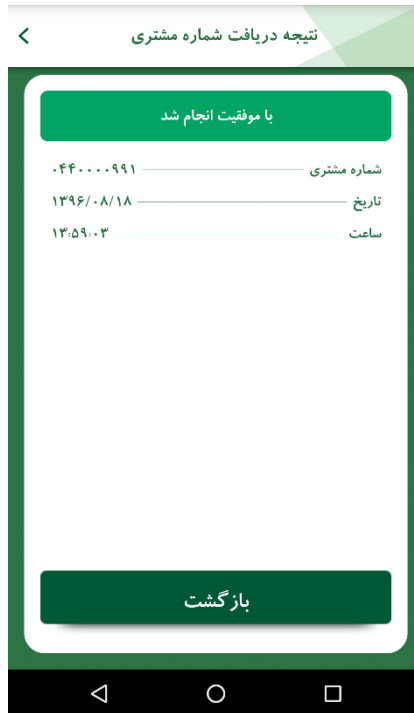 نتیجه دریافت شماره مشتری
با موفقیت انجام شد
شماره مشتری ۰۴۴۰۰۰۰۹۹۱
تاریخ ۱۳۹۶/۰۸/۱۸
ساعت ۱۳:۵۹:۰۳
بازگشت